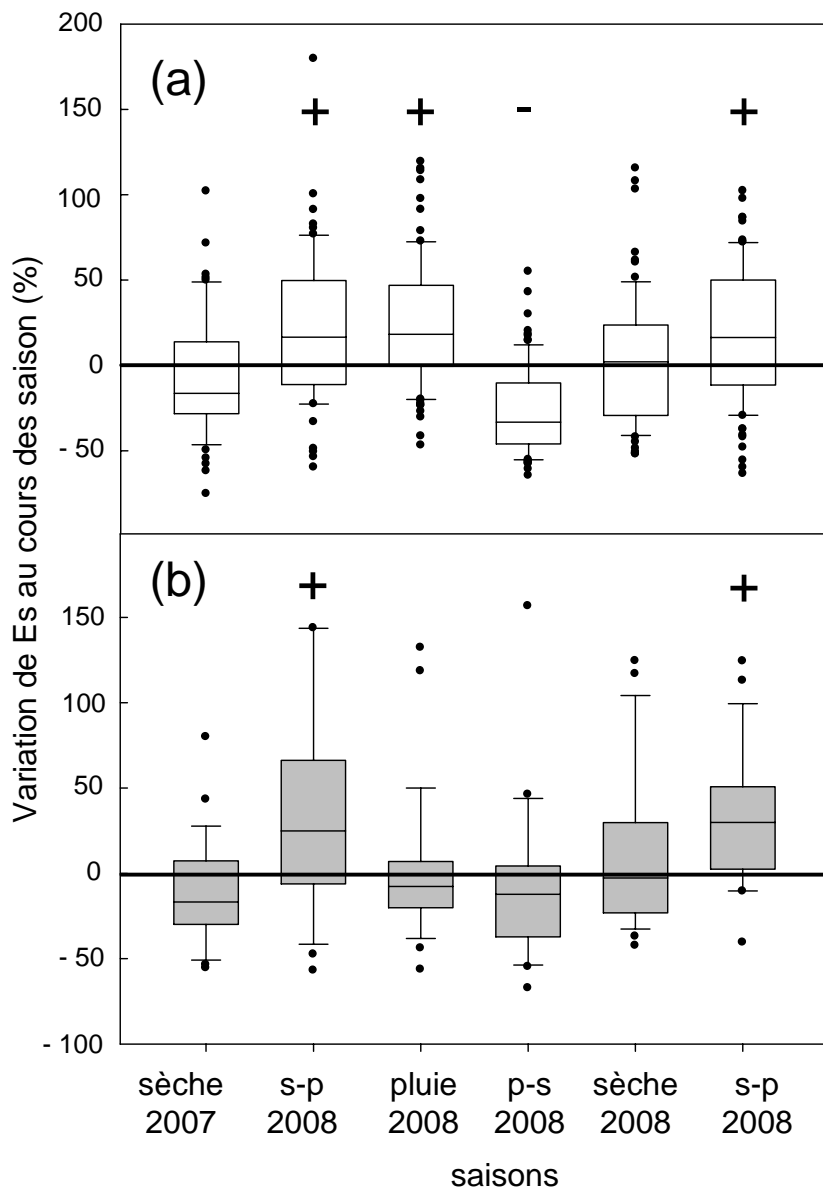 Variation de Es au cours des saison (%)
200
150
100
50
0
- 50
(a)
+ + - +
150
100
50
0
- 50
- 100
(b)
+ +
sèche 2007
s-p 2008
pluie 2008
p-s 2008
sèche 2008
s-p 2008
saisons